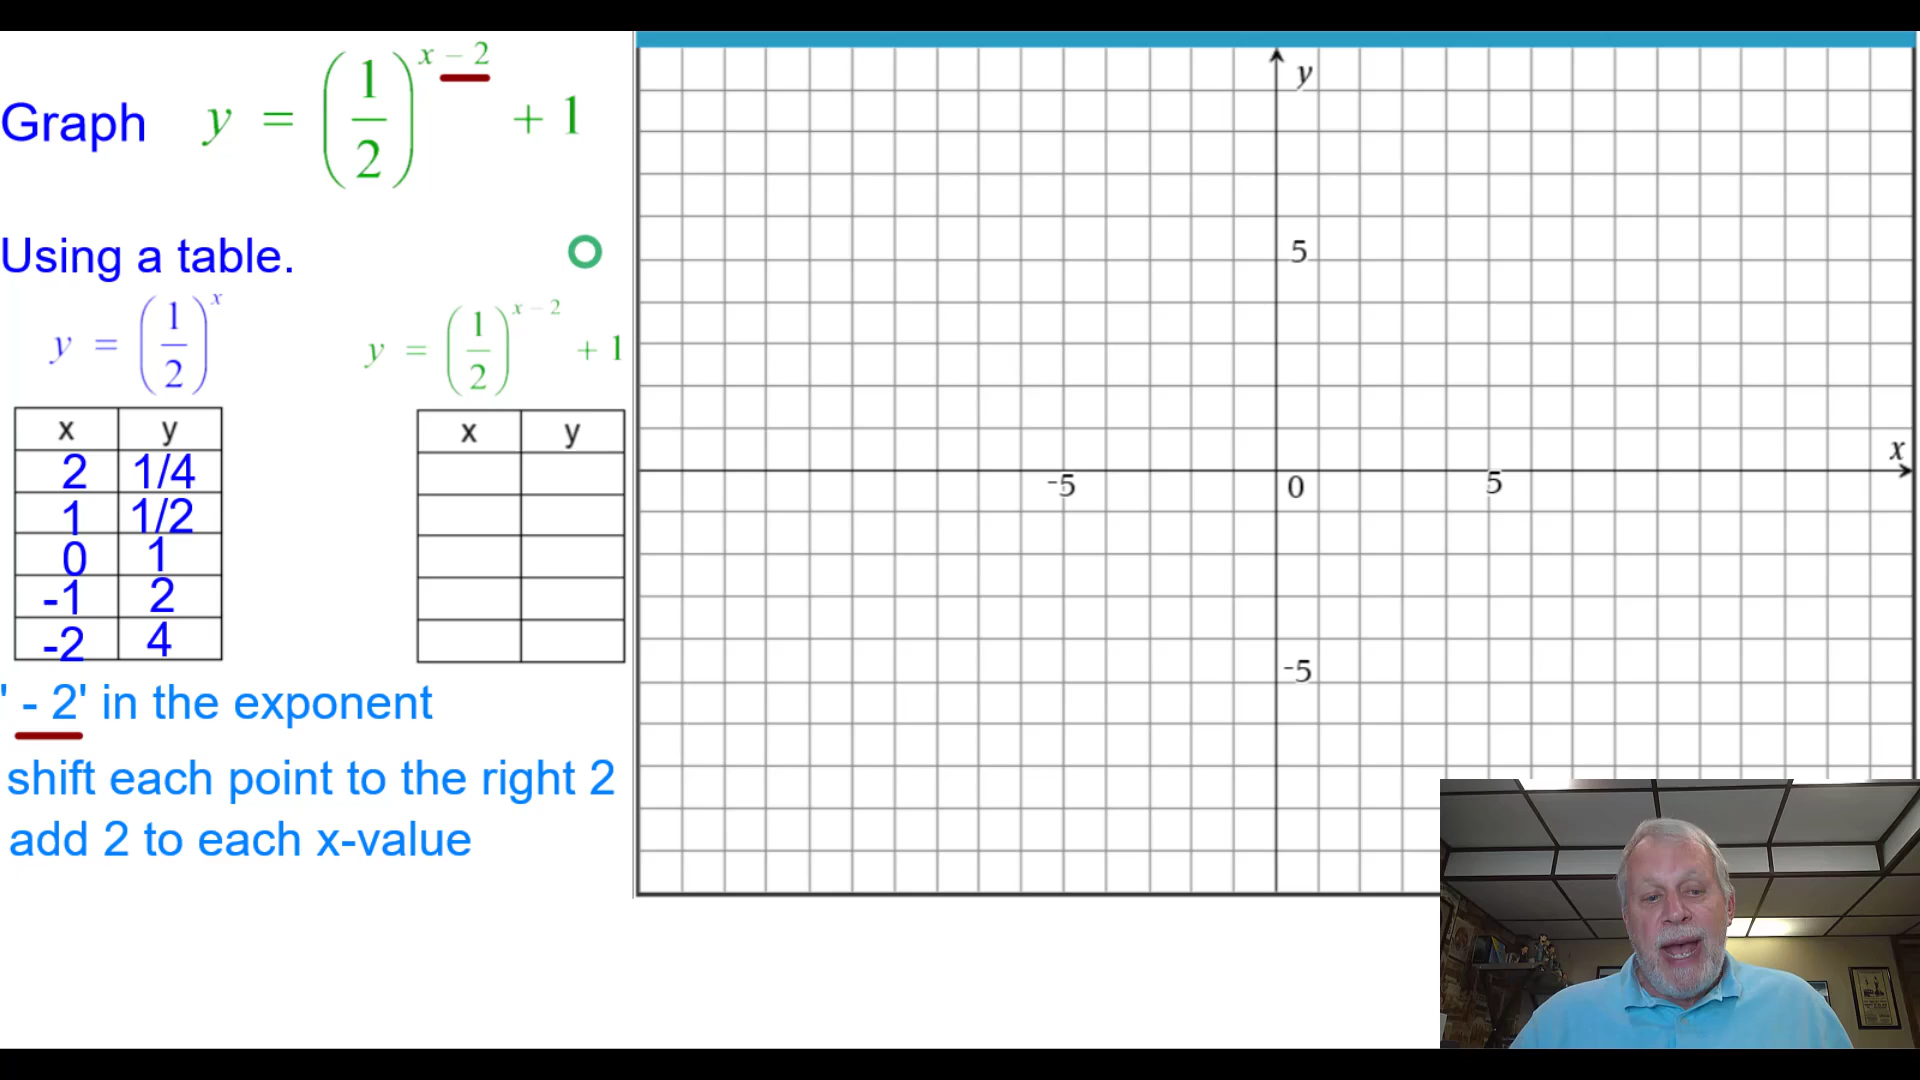 Graph y = (1/2)^(x − 2) + 1
Using a table.
y = (1/2)^x
y = (1/2)^(x − 2) + 1
x y
2 1/4
1 1/2
0 1
-1 2
-2 4
x y
' - 2' in the exponent
shift each point to the right 2
add 2 to each x-value
y
5
x
-5 0 5
-5